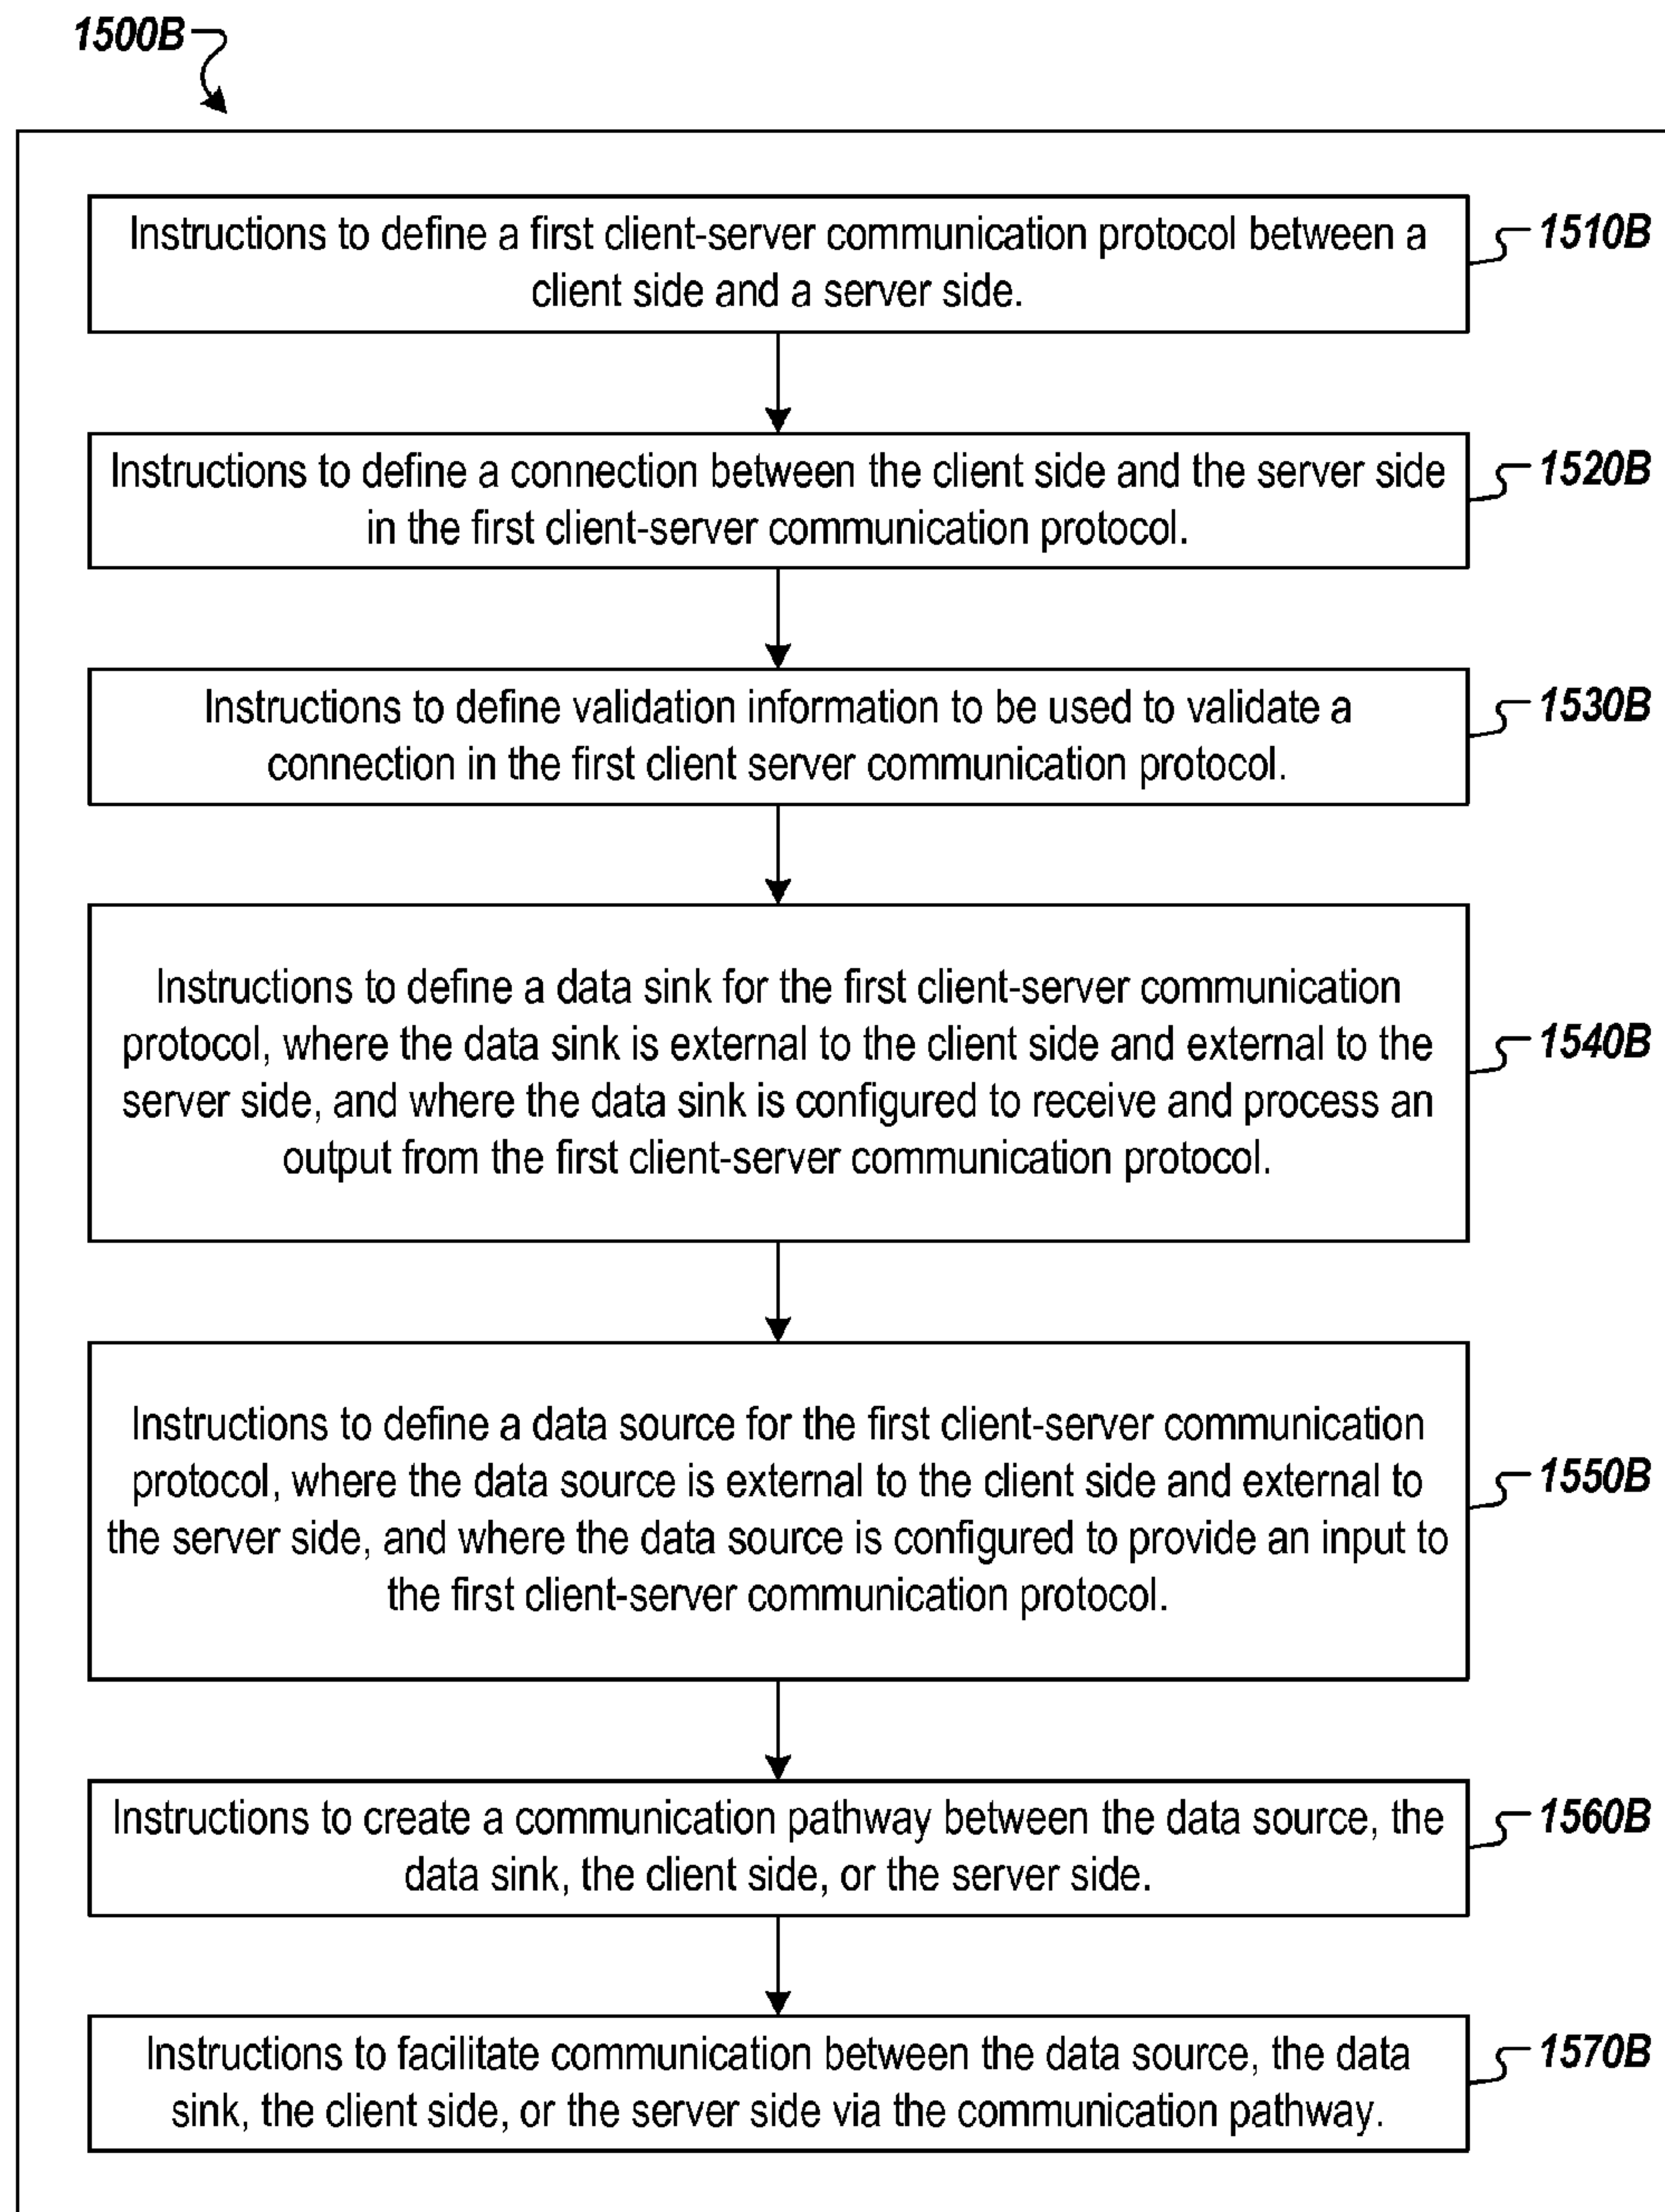 1500B
Instructions to define a first client-server communication protocol between a
client side and a server side.
1510B
Instructions to define a connection between the client side and the server side
in the first client-server communication protocol.
1520B
Instructions to define validation information to be used to validate a
connection in the first client server communication protocol.
1530B
Instructions to define a data sink for the first client-server communication
protocol, where the data sink is external to the client side and external to the
server side, and where the data sink is configured to receive and process an
output from the first client-server communication protocol.
1540B
Instructions to define a data source for the first client-server communication
protocol, where the data source is external to the client side and external to
the server side, and where the data source is configured to provide an input to
the first client-server communication protocol.
1550B
Instructions to create a communication pathway between the data source, the
data sink, the client side, or the server side.
1560B
Instructions to facilitate communication between the data source, the data
sink, the client side, or the server side via the communication pathway.
1570B